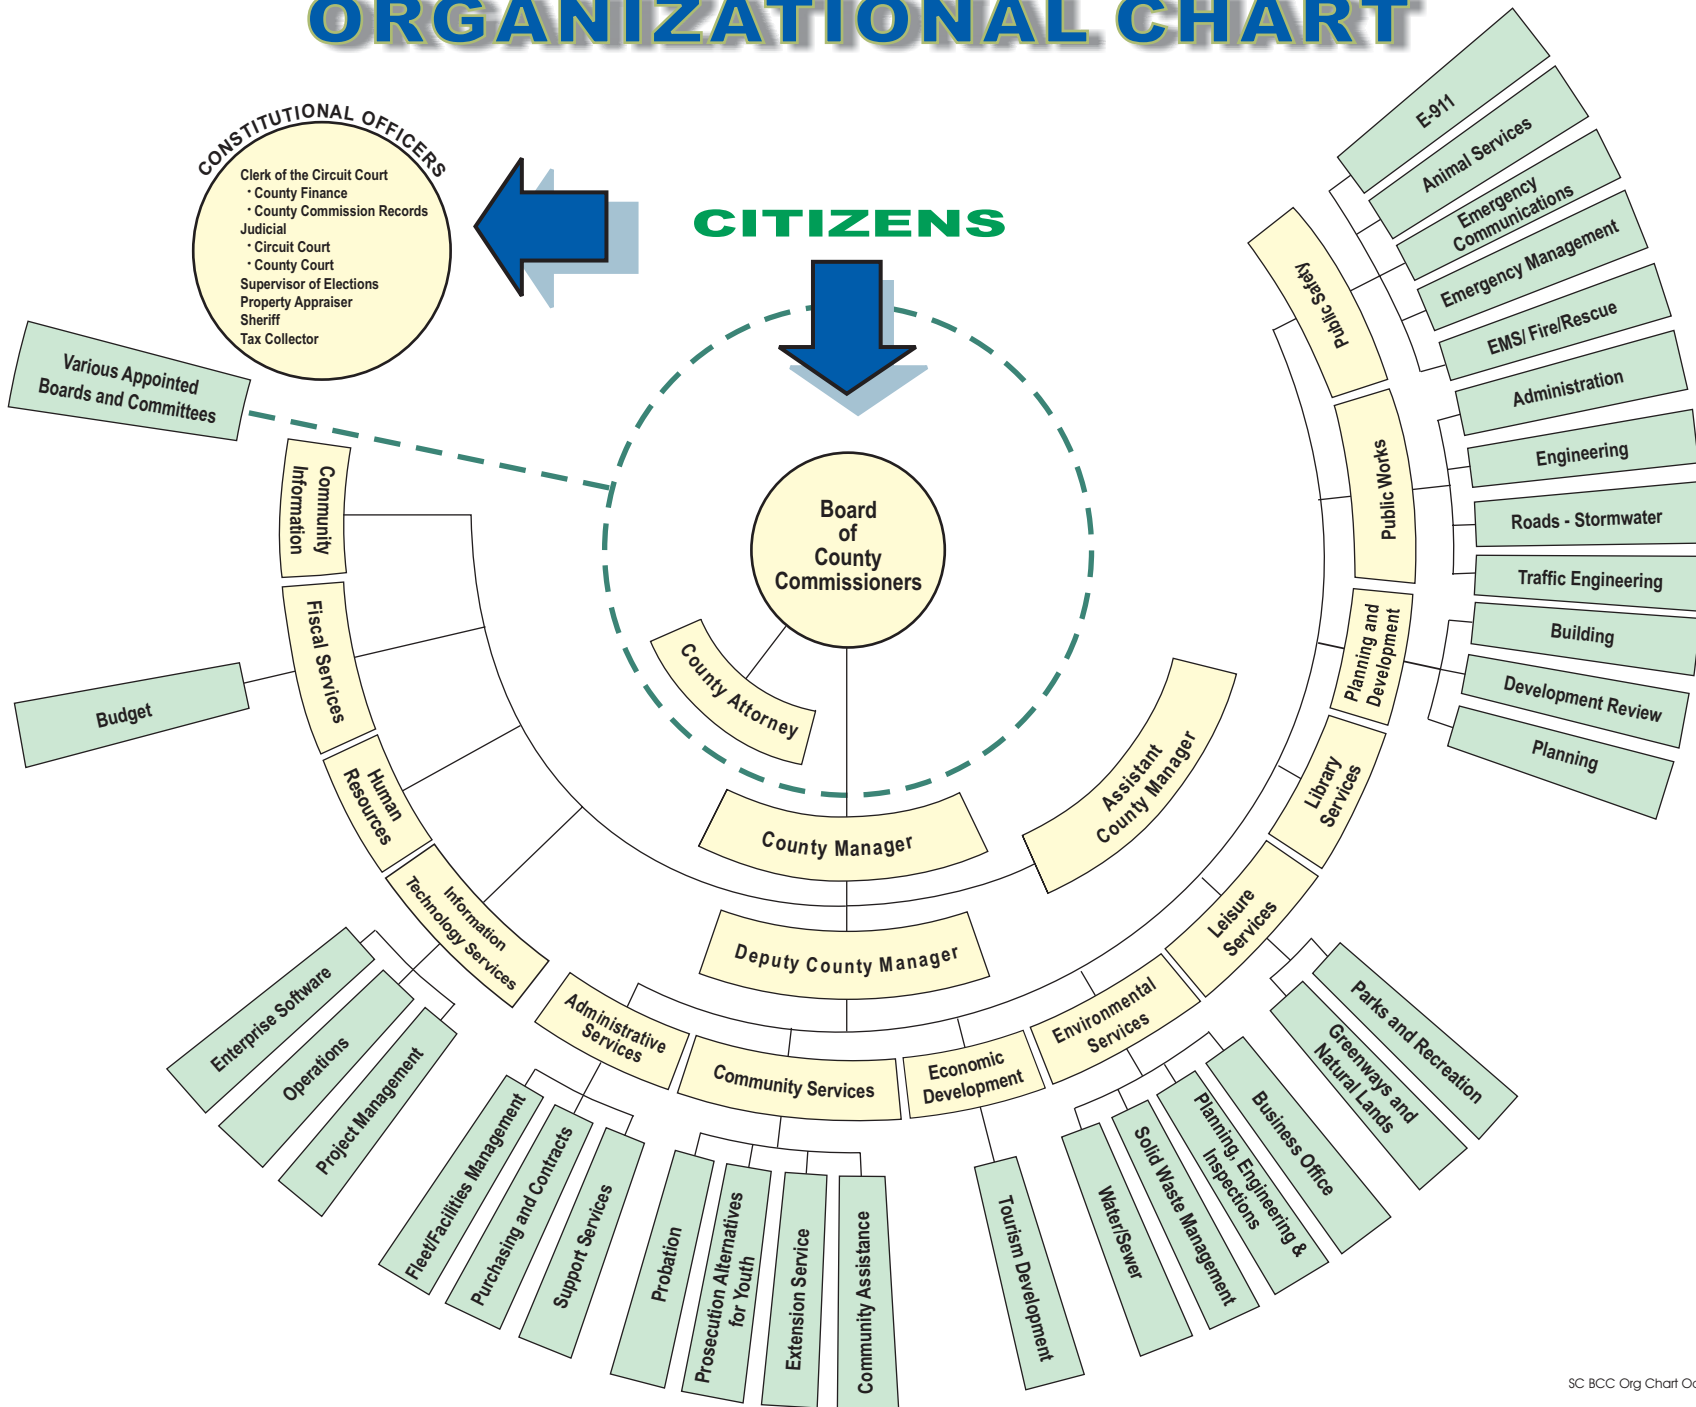 ORGANIZATIONAL CHART
CONSTITUTIONAL OFFICERS
Clerk of the Circuit Court
· County Finance
· County Commission Records
Judicial
· Circuit Court
· County Court
Supervisor of Elections
Property Appraiser
Sheriff
Tax Collector
CITIZENS
Various Appointed
Boards and Committees
Board
of
County
Commissioners
County Attorney
County Manager
Assistant
County Manager
Deputy County Manager
Community
Information
Fiscal Services
Budget
Human
Resources
Information
Technology Services
Enterprise Software
Operations
Project Management
Administrative
Services
Fleet/Facilities Management
Purchasing and Contracts
Support Services
Community Services
Probation
Prosecution Alternatives
for Youth
Extension Service
Community Assistance
Economic
Development
Tourism Development
Environmental
Services
Water/Sewer
Solid Waste Management
Planning, Engineering &
Inspections
Business Office
Leisure
Services
Greenways and
Natural Lands
Parks and Recreation
Library
Services
Planning and
Development
Building
Development Review
Planning
Public Works
Administration
Engineering
Roads - Stormwater
Traffic Engineering
Public Safety
E-911
Animal Services
Emergency
Communications
Emergency Management
EMS/ Fire/Rescue
SC BCC Org Chart